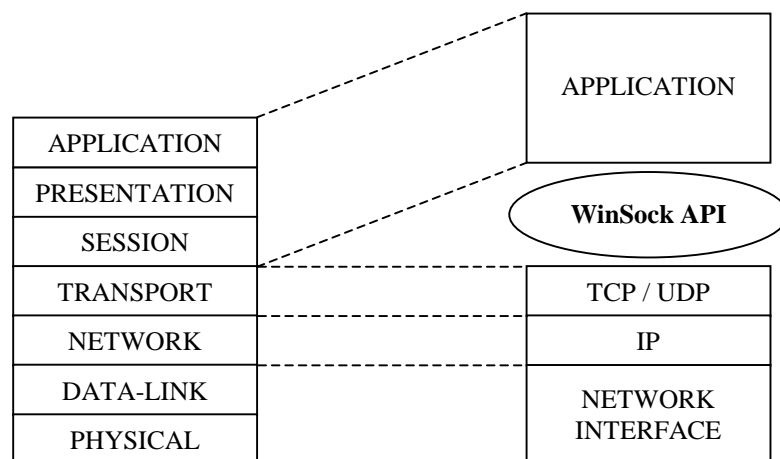 APPLICATION
PRESENTATION
SESSION
TRANSPORT
NETWORK
DATA-LINK
PHYSICAL
APPLICATION
WinSock API
TCP / UDP
IP
NETWORK
INTERFACE